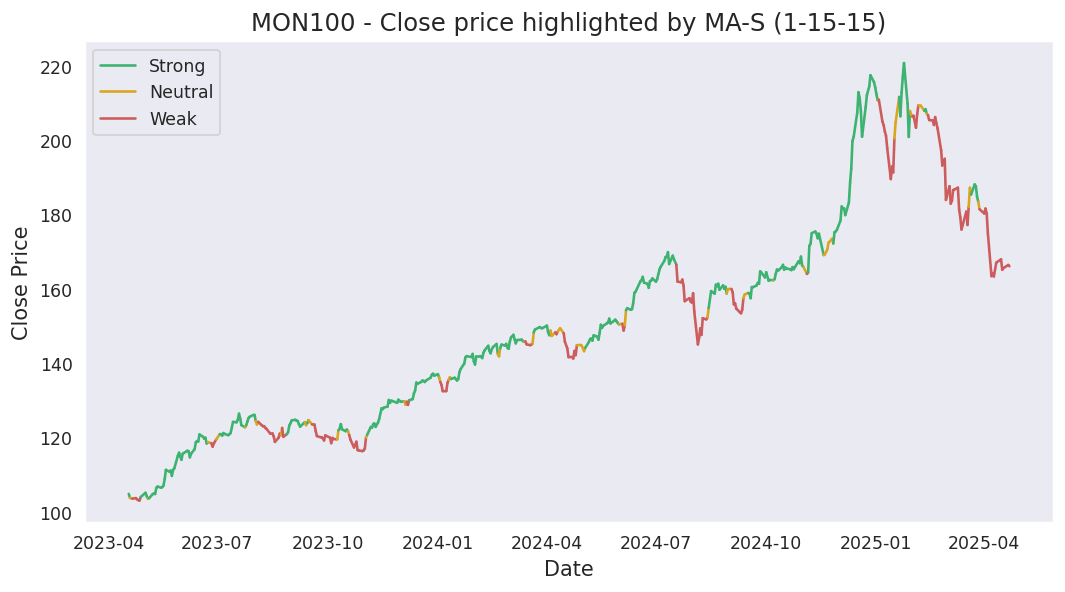 MON100 - Close price highlighted by MA-S (1-15-15)
Strong
Neutral
Weak
Close Price
220
200
180
160
140
120
100
2023-04 2023-07 2023-10 2024-01 2024-04 2024-07 2024-10 2025-01 2025-04
Date